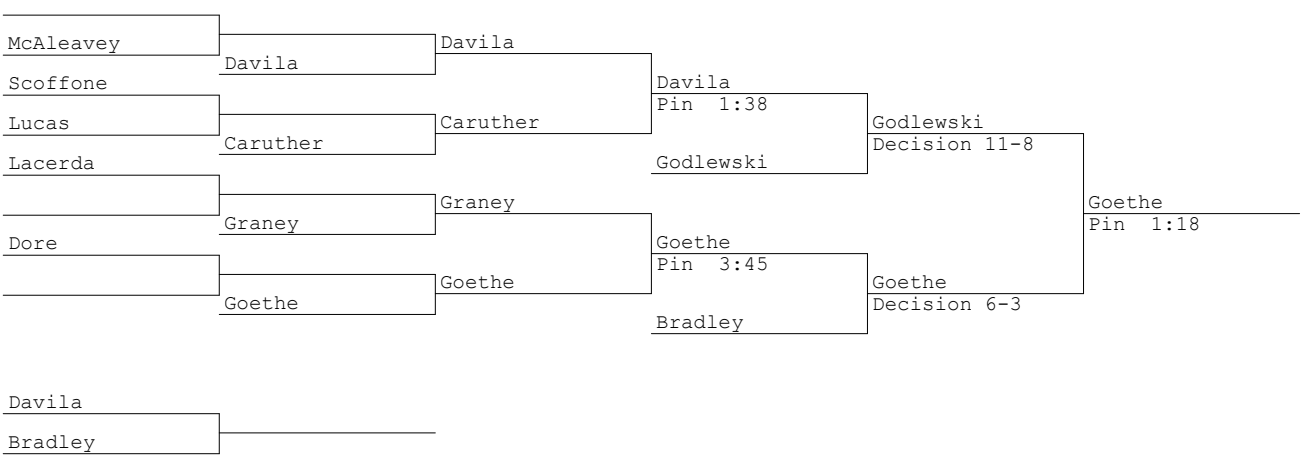 McAleavey
Davila
Davila
Scoffone
Davila
Pin 1:38
Lucas
Caruther
Caruther
Godlewski
Decision 11-8
Lacerda
Godlewski
Graney
Graney
Goethe
Pin 1:18
Dore
Goethe
Pin 3:45
Goethe
Goethe
Goethe
Decision 6-3
Bradley
Davila
Bradley